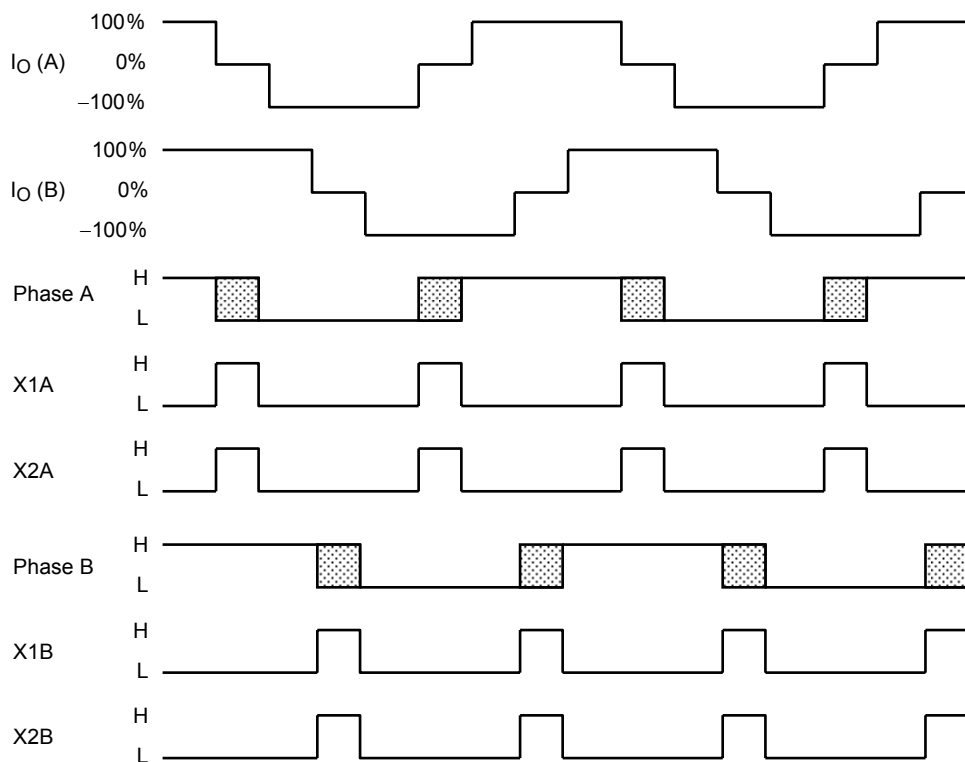 100%
I_O (A) 0%
−100%
100%
I_O (B) 0%
−100%
H
Phase A
L
H
X1A
L
H
X2A
L
H
Phase B
L
H
X1B
L
H
X2B
L